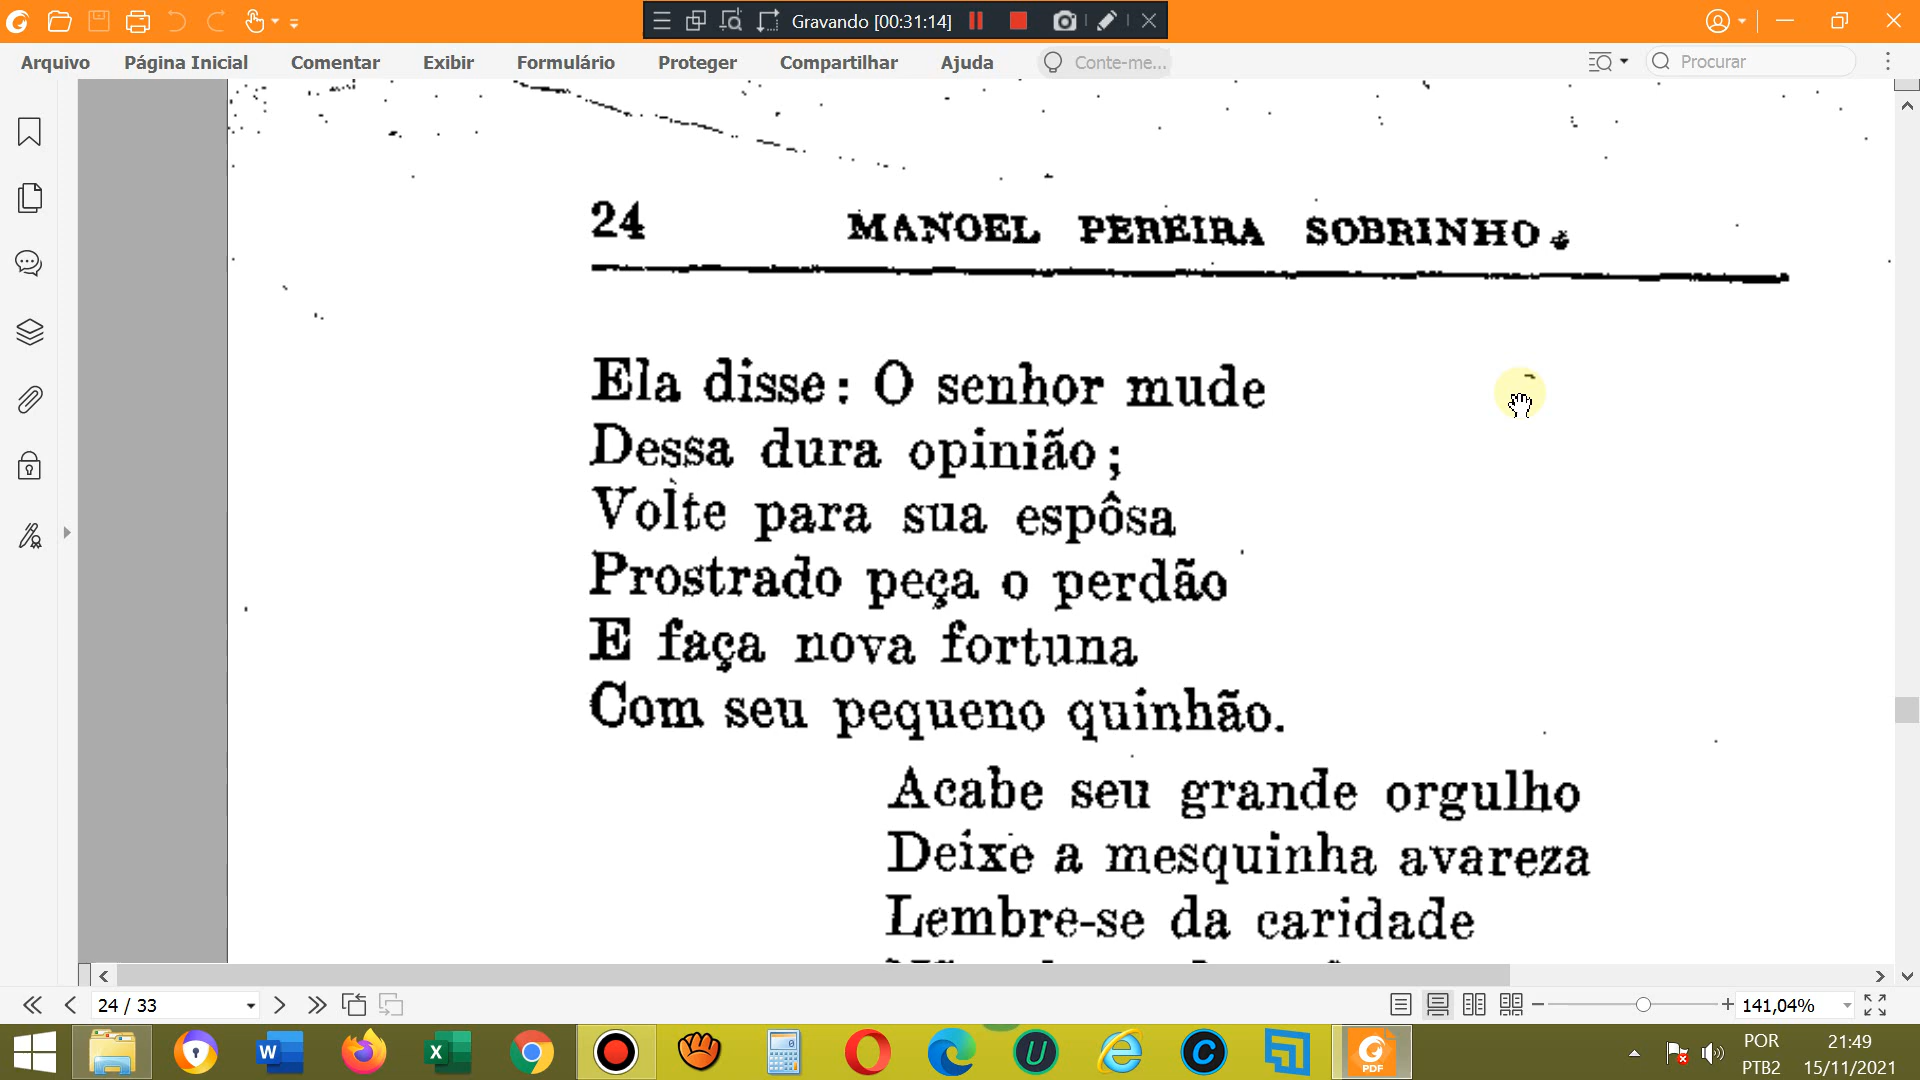 Gravando [00:31:14]
Arquivo Página Inicial Comentar Exibir Formulário Proteger Compartilhar Ajuda Conte-me... Procurar
24 MANOEL PEREIRA SOBRINHO
Ela disse: O senhor mude
Dessa dura opinião;
Volte para sua espôsa
Prostrado peça o perdão
E faça nova fortuna
Com seu pequeno quinhão.
Acabe seu grande orgulho
Deixe a mesquinha avareza
Lembre-se da caridade
24 / 33
141,04%
POR
PTB2
21:49
15/11/2021